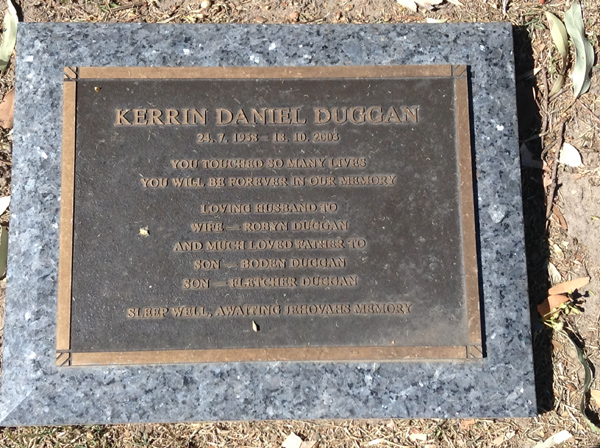 KERRIN DANIEL DUGGAN
24. 7. 1958 — 18. 10. 2003
YOU TOUCHED SO MANY LIVES
YOU WILL BE FOREVER IN OUR MEMORY
LOVING HUSBAND TO
WIFE — ROBYN DUGGAN
AND MUCH LOVED FATHER TO
SON — BODEN DUGGAN
SON — FLETCHER DUGGAN
SLEEP WELL, AWAITING JEHOVAHS MEMORY